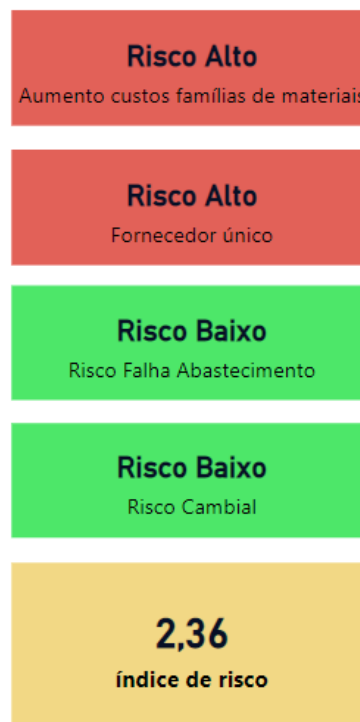 Risco Alto
Aumento custos famílias de materiais
Risco Alto
Fornecedor único
Risco Baixo
Risco Falha Abastecimento
Risco Baixo
Risco Cambial
2,36
índice de risco